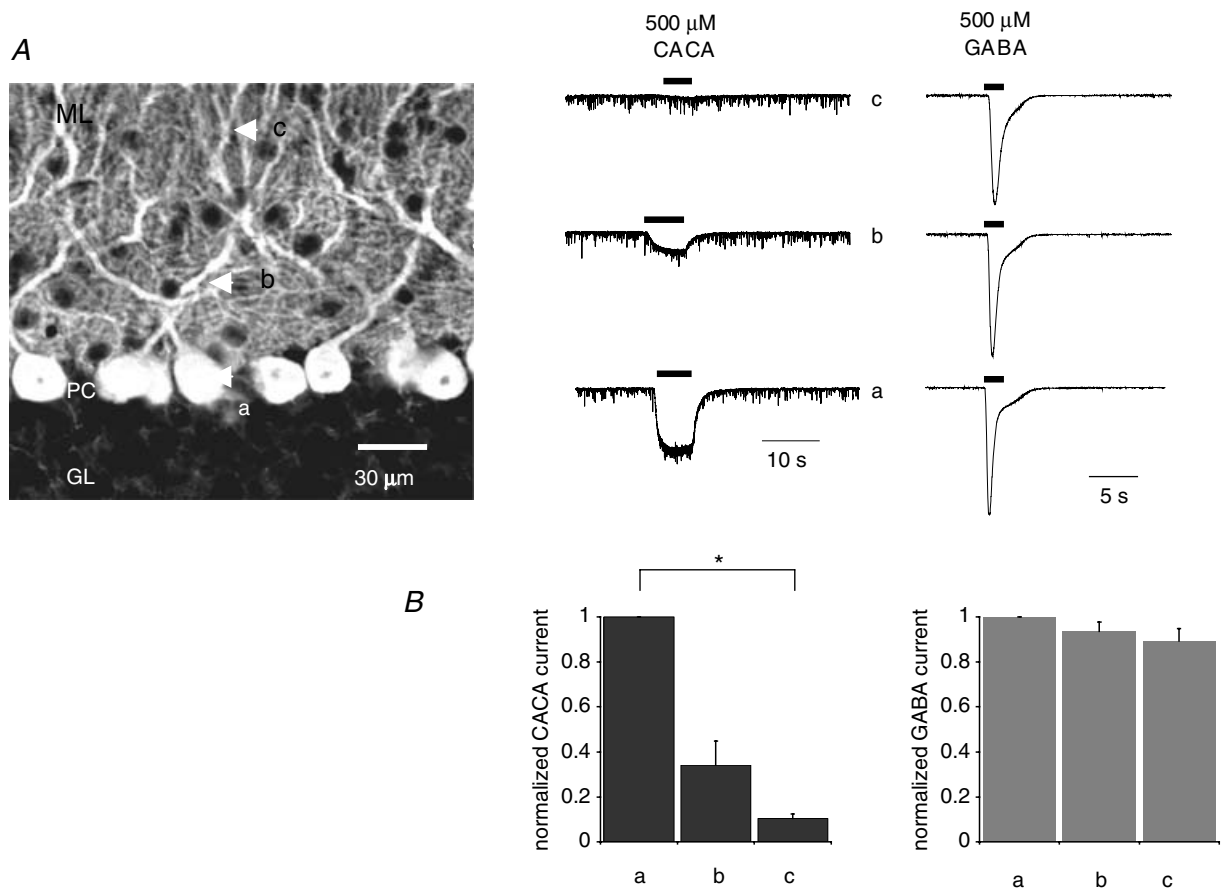 A
ML
c
b
PC
a
GL
30 μm
500 μM
CACA
500 μM
GABA
c
b
a
10 s
5 s
B
*
normalized CACA current
1
0.8
0.6
0.4
0.2
0
a b c
normalized GABA current
1
0.8
0.6
0.4
0.2
0
a b c